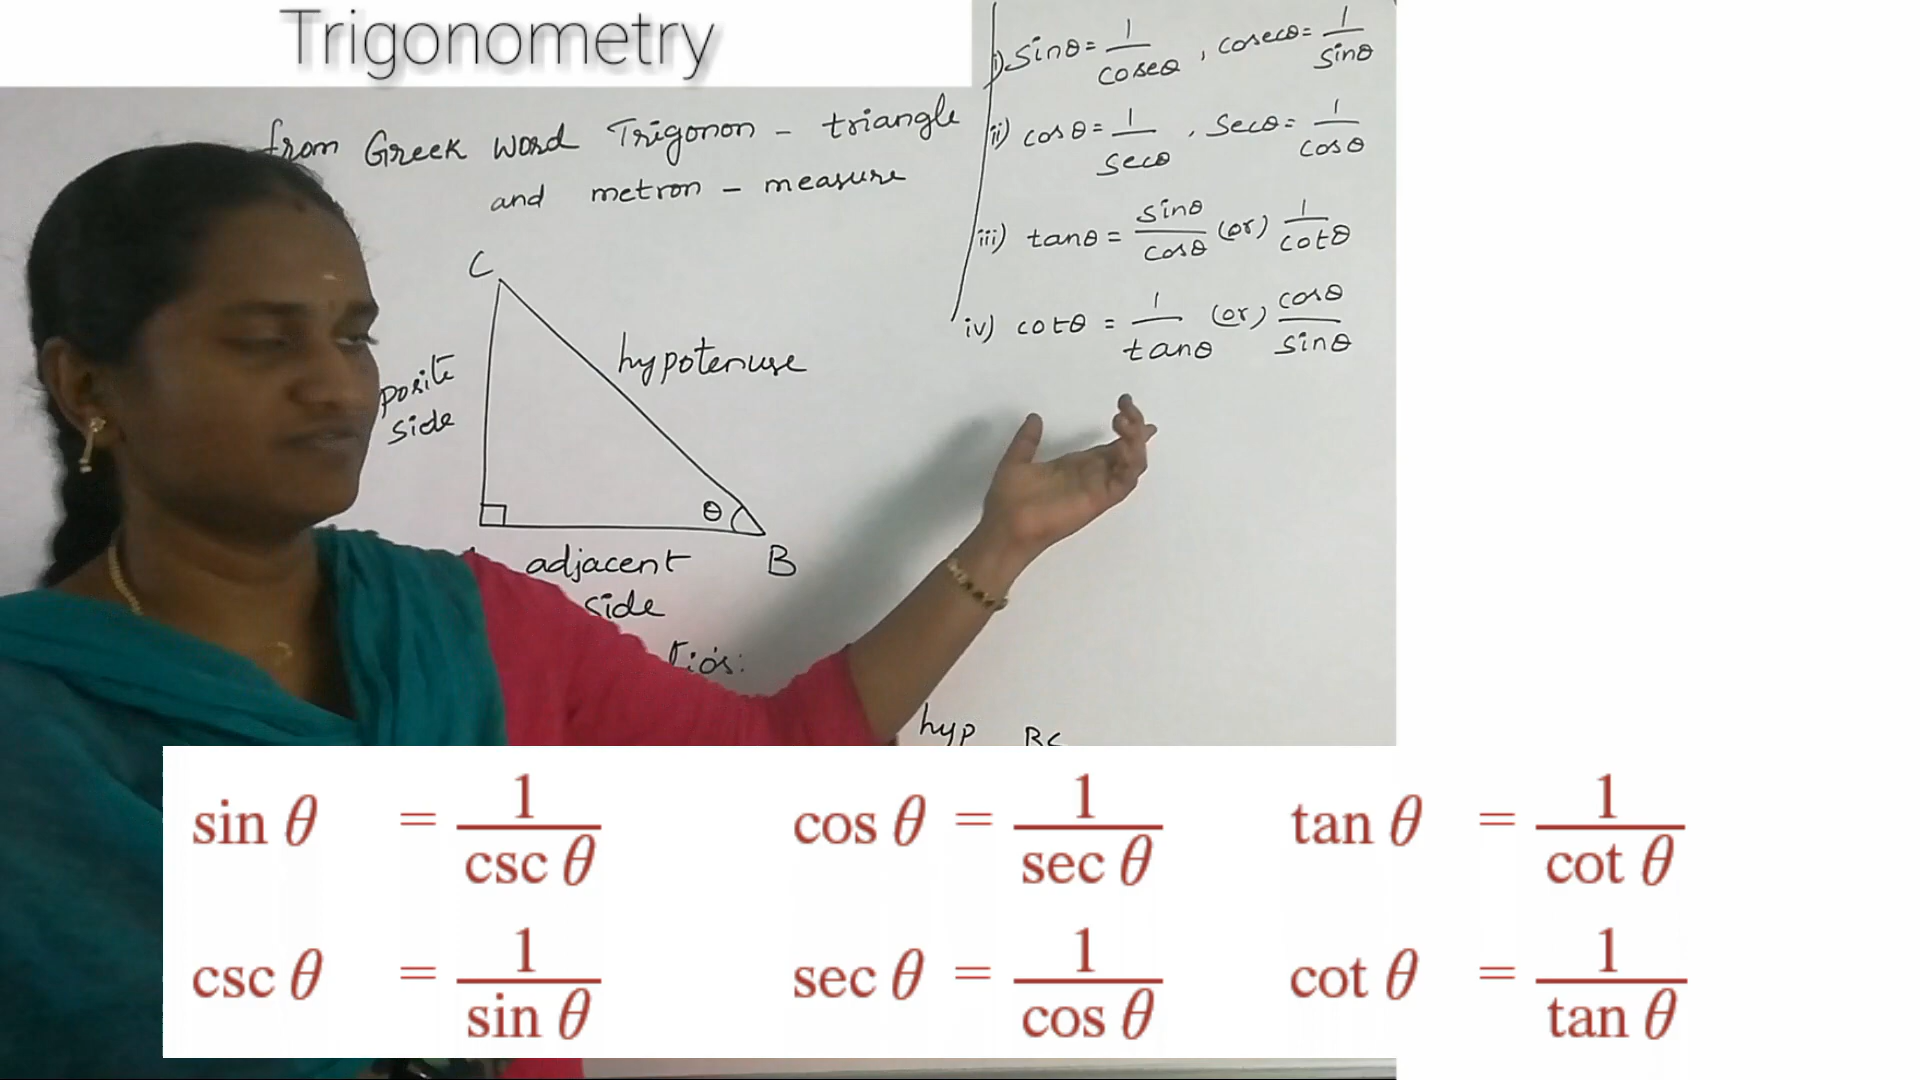 Trigonometry
from Greek word Trigonon - triangle
and metron - measure
C
hypotenuse
posite
side
θ
adjacent B
side
tio's:
hyp BC
i) sinθ = 1/cosecθ , cosecθ = 1/sinθ
ii) cosθ = 1/secθ , secθ = 1/cosθ
iii) tanθ = sinθ/cosθ (or) 1/cotθ
iv) cotθ = 1/tanθ (or) cosθ/sinθ
sin θ = 1/csc θ cos θ = 1/sec θ tan θ = 1/cot θ
csc θ = 1/sin θ sec θ = 1/cos θ cot θ = 1/tan θ